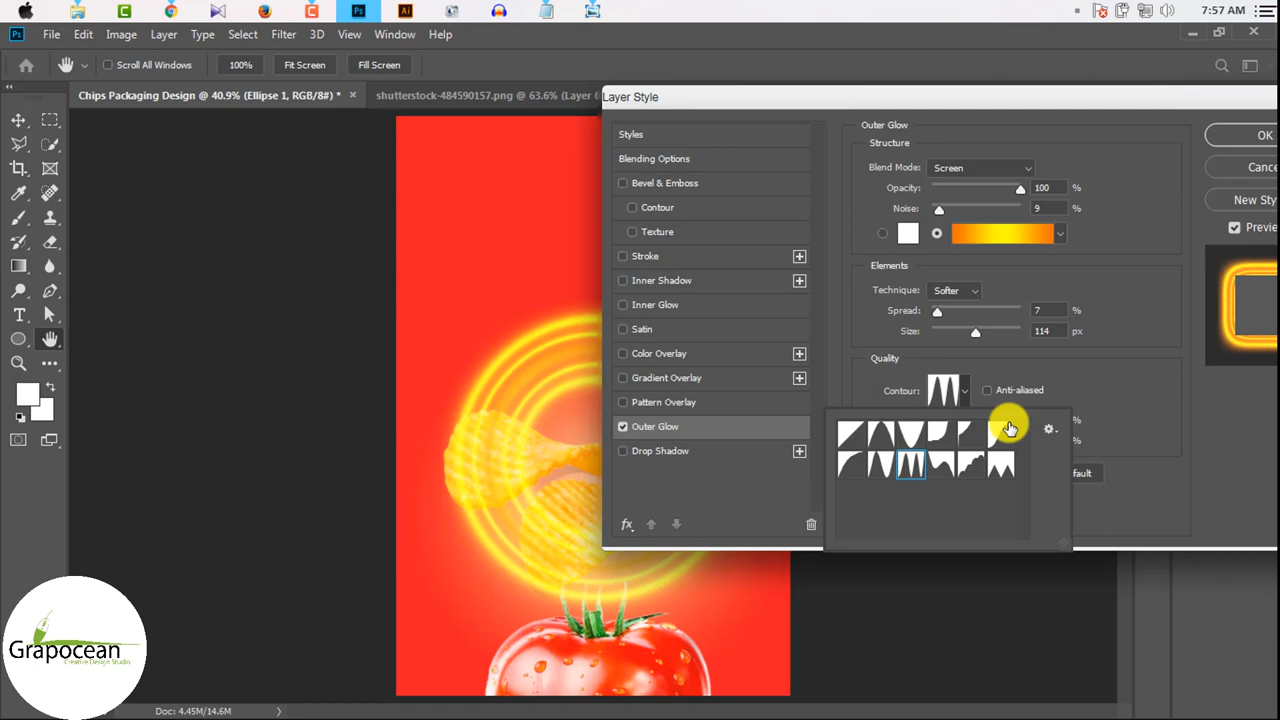 7:57 AM
Ps File Edit Image Layer Type Select Filter 3D View Window Help
Scroll All Windows 100% Fit Screen Fill Screen
Chips Packaging Design @ 40.9% (Ellipse 1, RGB/8#) * × shutterstock-484590157.png @ 63.6% (Layer (
Layer Style
Styles
Blending Options
Bevel & Emboss
Contour
Texture
Stroke
Inner Shadow
Inner Glow
Satin
Color Overlay
Gradient Overlay
Pattern Overlay
Outer Glow
Drop Shadow
fx
Outer Glow
Structure
Blend Mode: Screen
Opacity: 100 %
Noise: 9 %
Elements
Technique: Softer
Spread: 7 %
Size: 114 px
Quality
Contour: Anti-aliased
%
%
fault
OK
Cance
New Sty
Previe
Grapocean
Creative Design Studio
Doc: 4.45M/14.6M